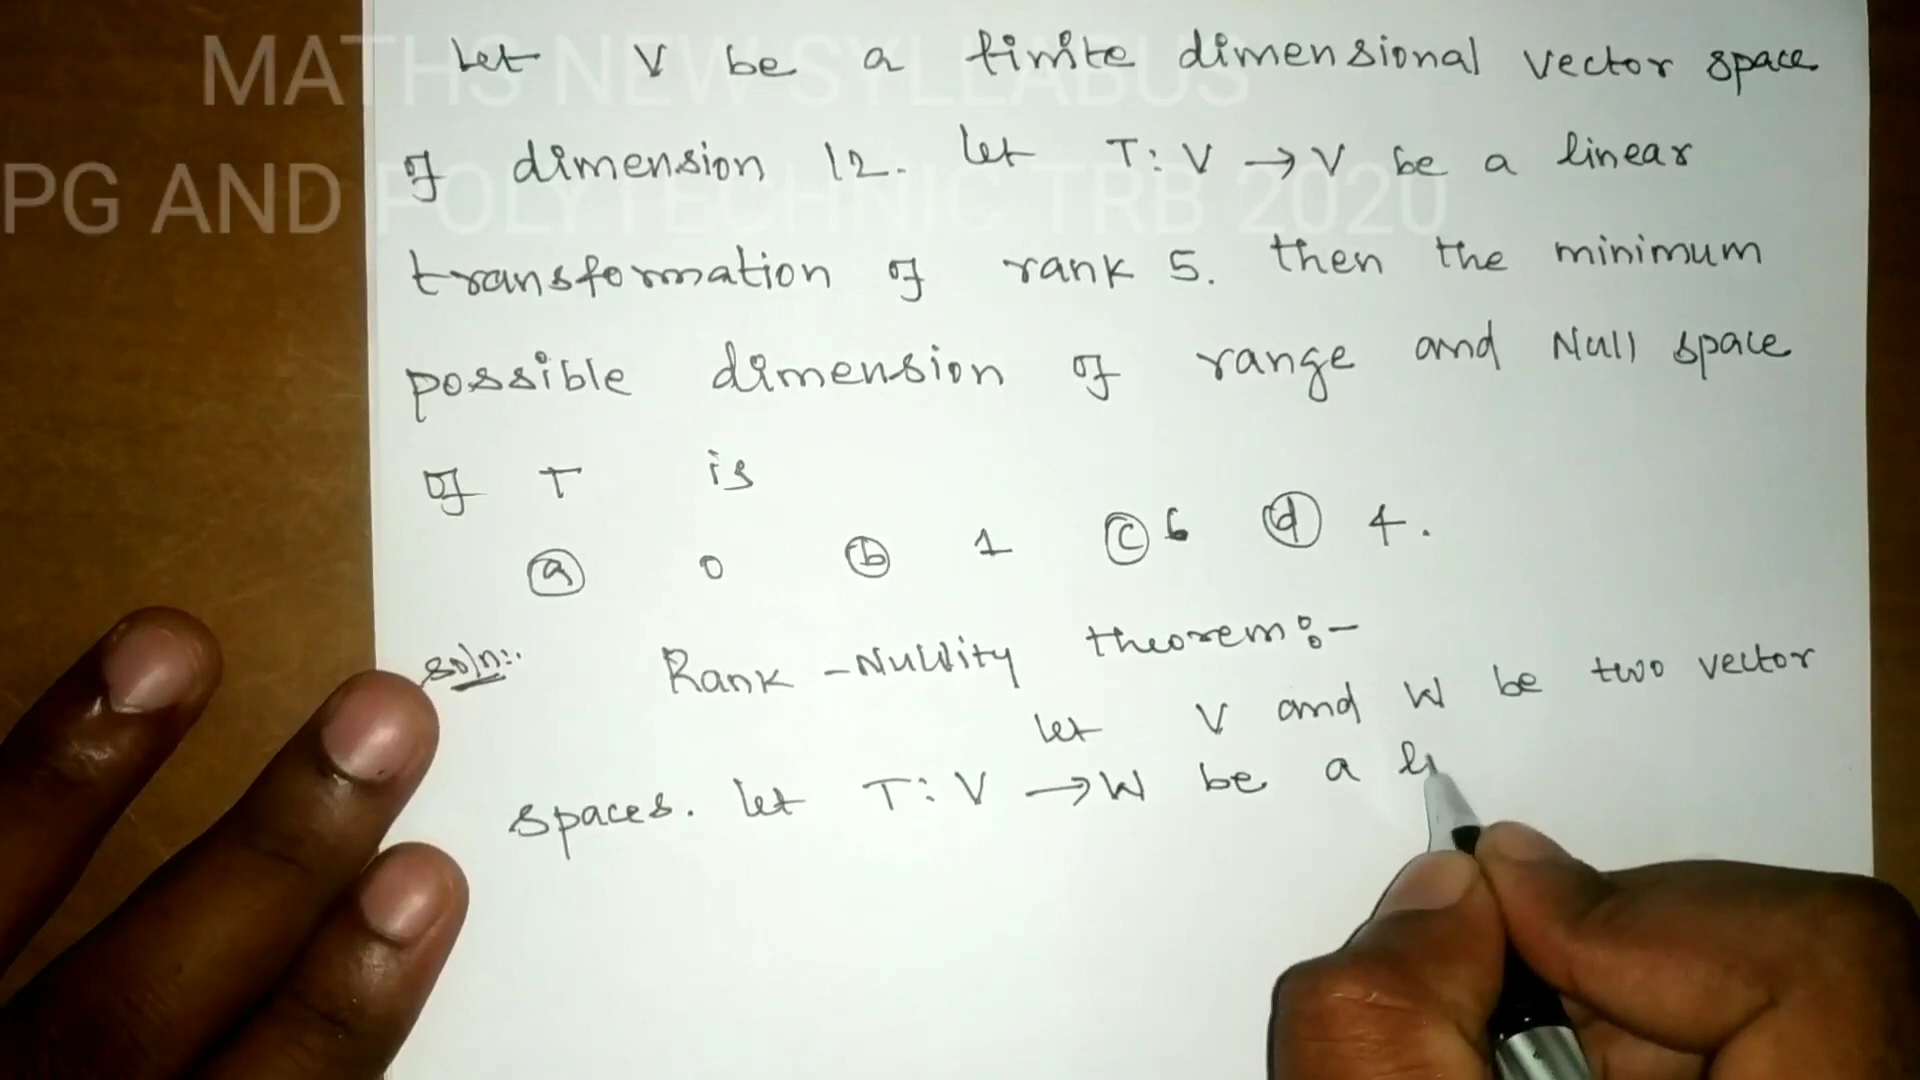 MATHS NEW SYLLABUS
PG AND POLYTECHNIC TRB 2020
Let V be a finite dimensional vector space
of dimension 12. Let T: V → V be a linear
transformation of rank 5. then the minimum
possible dimension of range and Null space
of T is
ⓐ 0 ⓑ 1 ⓒ 6 ⓓ 4.
Soln:. Rank - Nullity theorem:-
Let V and W be two vector
spaces. Let T: V → W be a li